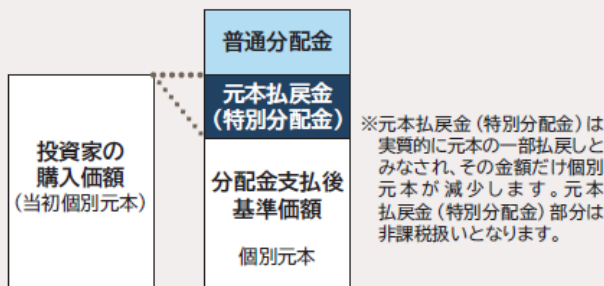 普通分配金
元本払戻金
(特別分配金)
投資家の
購入価額
(当初個別元本)
分配金支払後
基準価額
個別元本
※元本払戻金(特別分配金)は
実質的に元本の一部払戻しと
みなされ、その金額だけ個別
元本が減少します。元本
払戻金(特別分配金)部分は
非課税扱いとなります。